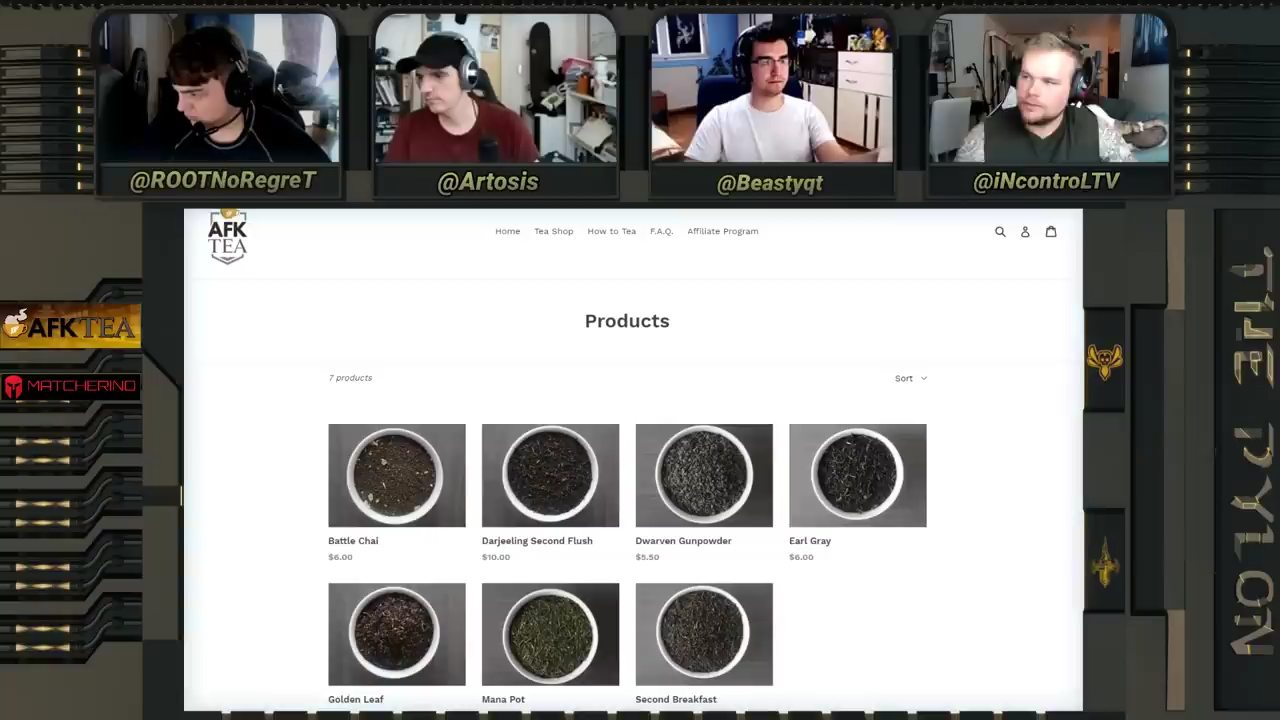 @ROOTNoRegreT
@Artosis
@Beastyqt
@iNcontroLTV
AFK
TEA
Home
Tea Shop
How to Tea
F.A.Q.
Affiliate Program
Products
7 products
Sort
AFKTEA
MATCHERINO
Battle Chai
Darjeeling Second Flush
Dwarven Gunpowder
Earl Gray
$6.00
$10.00
$5.50
$6.00
Golden Leaf
Mana Pot
Second Breakfast